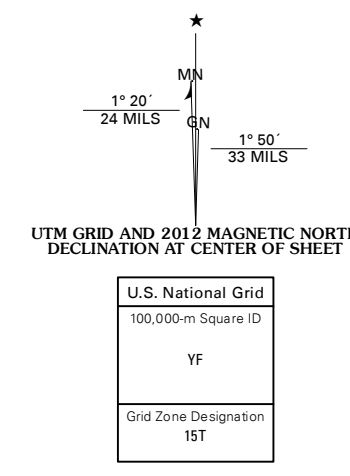 ★
MN
1° 20´
24 MILS
GN
1° 50´
33 MILS
UTM GRID AND 2012 MAGNETIC NORTH
DECLINATION AT CENTER OF SHEET
U.S. National Grid
100,000-m Square ID
YF
Grid Zone Designation
15T